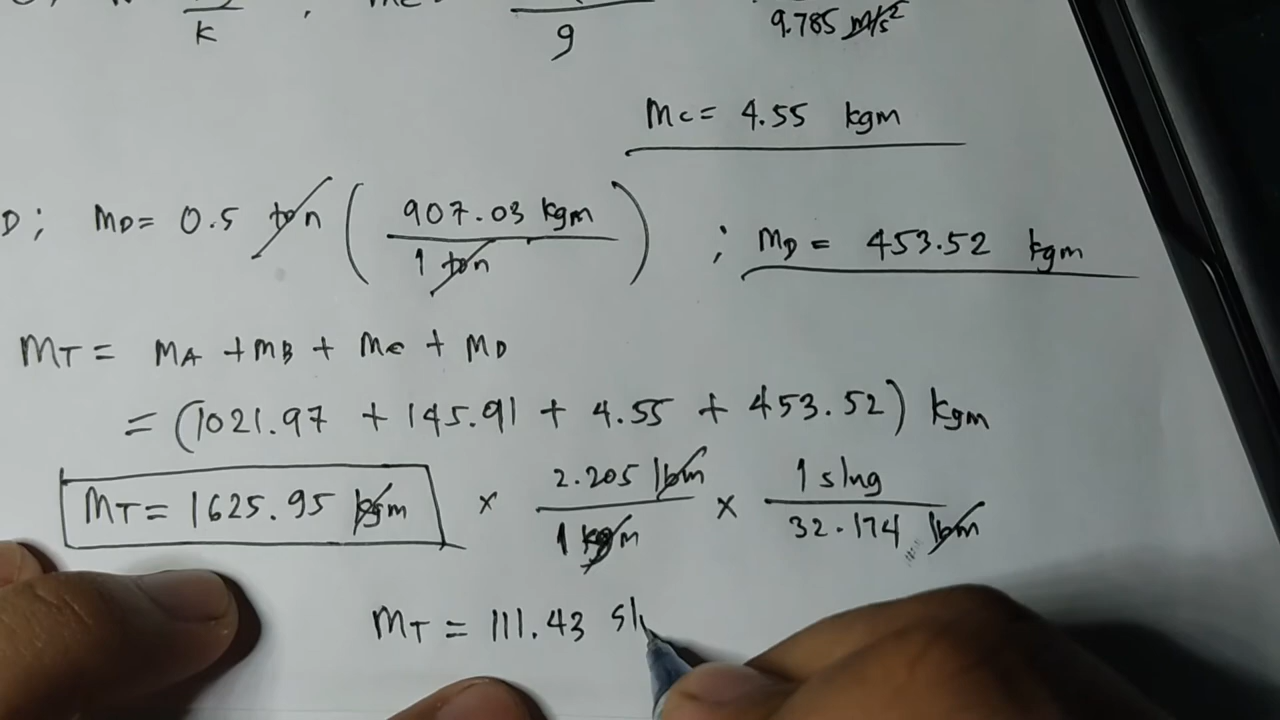 k
g
9.785 m/s²
mc = 4.55 kgm
D; mD = 0.5 ton (907.03 kgm / 1 ton) ; mD = 453.52 kgm
mT = mA + mB + mc + mD
= (1021.97 + 145.91 + 4.55 + 453.52) kgm
mT = 1625.95 kgm × 2.205 lbm / 1 kgm × 1 slug / 32.174 lbm
mT = 111.43 slu